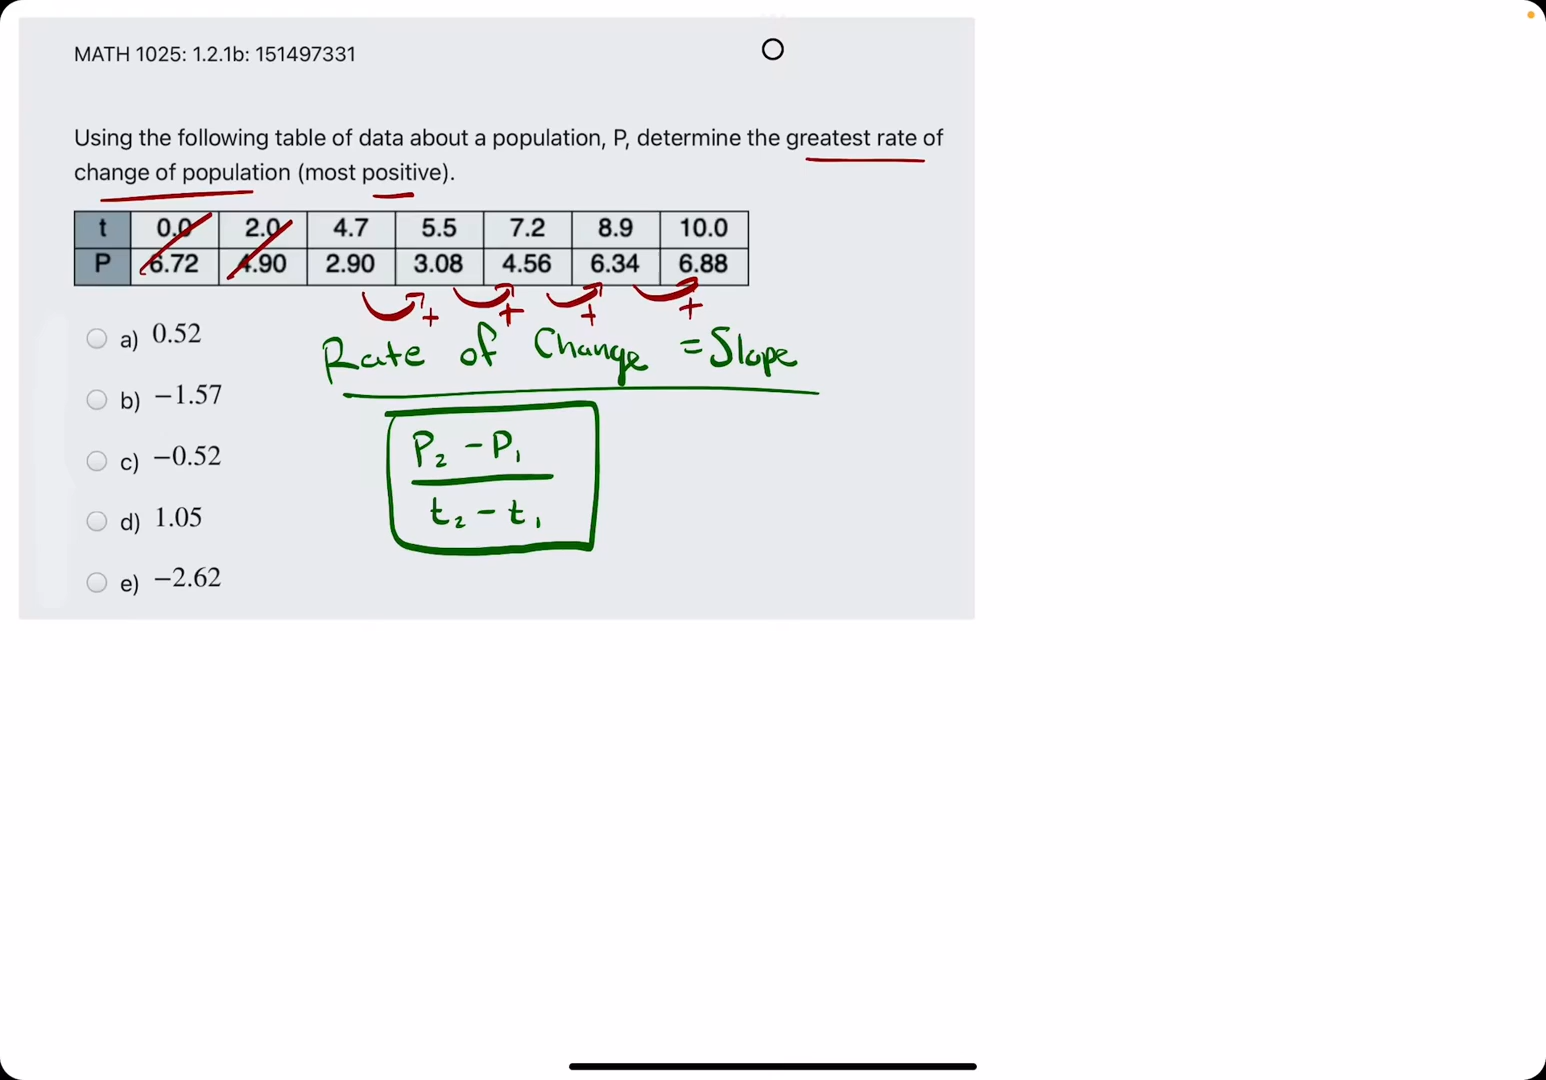 MATH 1025: 1.2.1b: 151497331
Using the following table of data about a population, P, determine the greatest rate of
change of population (most positive).
t 0.0 2.0 4.7 5.5 7.2 8.9 10.0
P 6.72 4.90 2.90 3.08 4.56 6.34 6.88
+ + + +
a) 0.52
Rate of Change = Slope
b) −1.57
P₂ − P₁
c) −0.52
t₂ − t₁
d) 1.05
e) −2.62